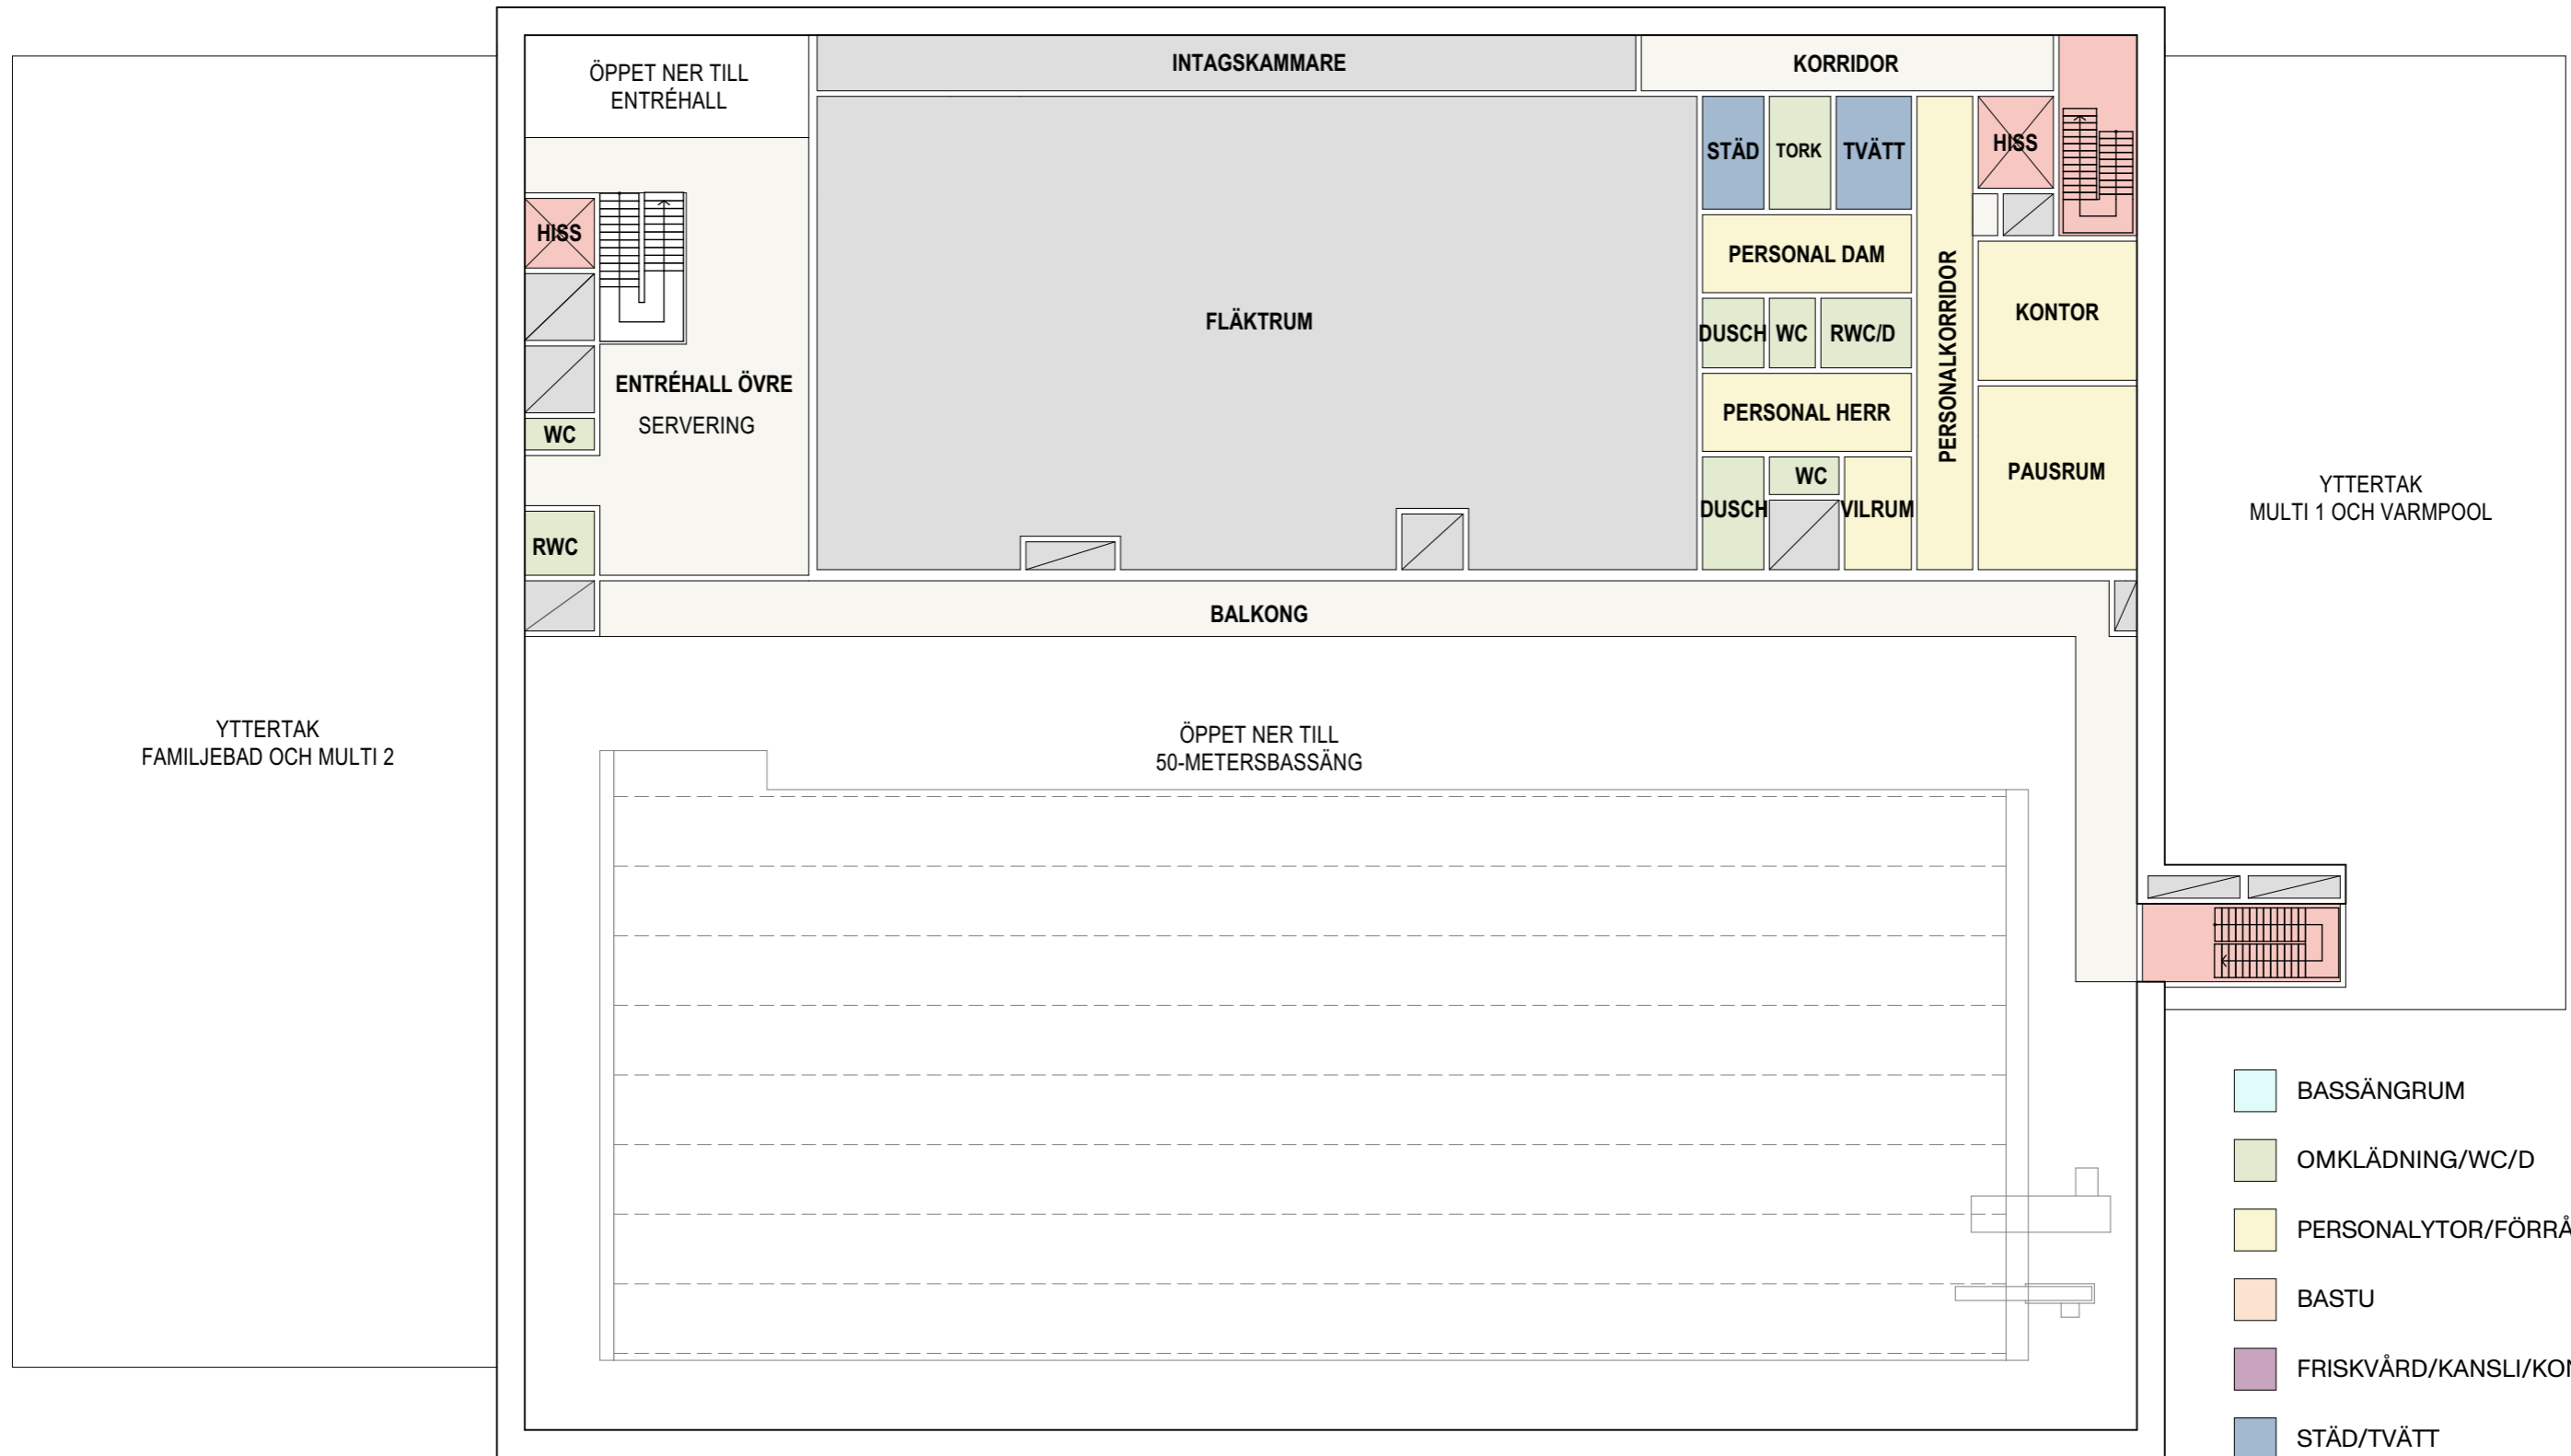 INTAGSKAMMARE
KORRIDOR
ÖPPET NER TILL
ENTRÉHALL
STÄD
TORK
TVÄTT
HISS
HISS
PERSONAL DAM
PERSONALKORRIDOR
KONTOR
FLÄKTRUM
DUSCH
WC
RWC/D
ENTRÉHALL ÖVRE
SERVERING
PERSONAL HERR
WC
PAUSRUM
WC
DUSCH
VILRUM
RWC
YTTERTAK
MULTI 1 OCH VARMPOOL
BALKONG
YTTERTAK
FAMILJEBAD OCH MULTI 2
ÖPPET NER TILL
50-METERSBASSÄNG
BASSÄNGRUM
OMKLÄDNING/WC/D
PERSONALYTOR/FÖRRÅ
BASTU
FRISKVÅRD/KANSLI/KON
STÄD/TVÄTT